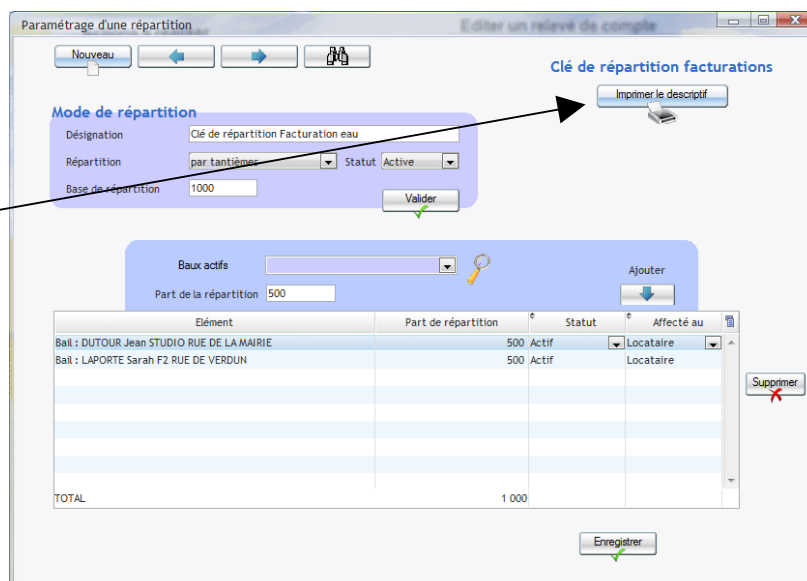 Paramétrage d'une répartition
Editer un relevé de compte
Nouveau
Clé de répartition facturations
Imprimer le descriptif
Mode de répartition
Désignation Clé de répartition Facturation eau
Répartition par tantièmes Statut Active
Base de répartition 1000
Valider
Baux actifs
Ajouter
Part de la répartition 500
Elément Part de répartition Statut Affecté au
Bail : DUTOUR Jean STUDIO RUE DE LA MAIRIE 500 Actif Locataire
Bail : LAPORTE Sarah F2 RUE DE VERDUN 500 Actif Locataire
Supprimer
TOTAL 1 000
Enregistrer